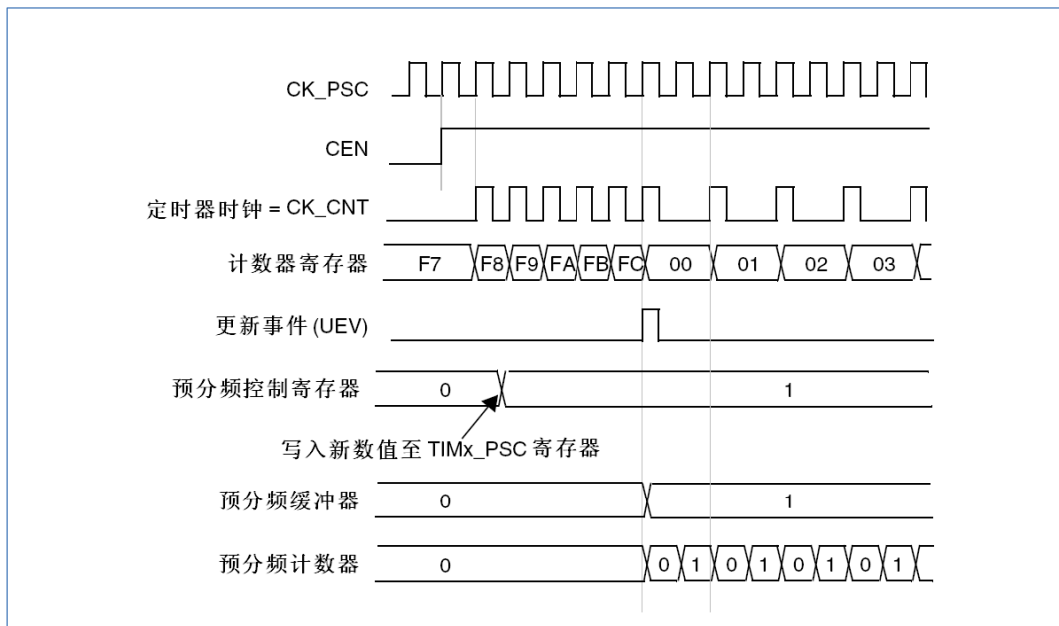 CK_PSC
CEN
定时器时钟 = CK_CNT
计数器寄存器 F7 F8 F9 FA FB FC 00 01 02 03
更新事件 (UEV)
预分频控制寄存器 0 1
写入新数值至 TIMx_PSC 寄存器
预分频缓冲器 0 1
预分频计数器 0 0 1 0 1 0 1 0 1